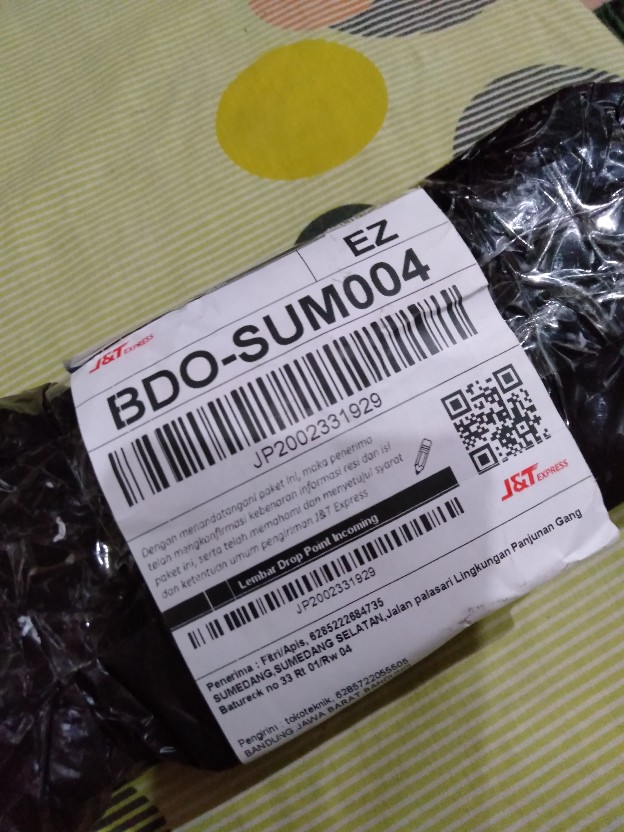 EZ
J&T EXPRESS
BDO-SUM004
JP2002331929
Dengan menandatangani paket ini, maka penerima
telah mengkonfirmasi kebenaran informasi resi dan isi
paket ini, serta telah memahami dan menyetujui syarat
dan ketentuan umum pengiriman J&T Express
J&T EXPRESS
Lembar Drop Point Incoming
JP2002331929
Penerima : Fitri/Apis, 6285222684735
SUMEDANG,SUMEDANG SELATAN,Jalan palasari Lingkungan Panjunan Gang
Batureok no 33 Rt 01/Rw 04
Pengirim : tokoteknik, 6285722055508
BANDUNG JAWA BARAT BANDUNG